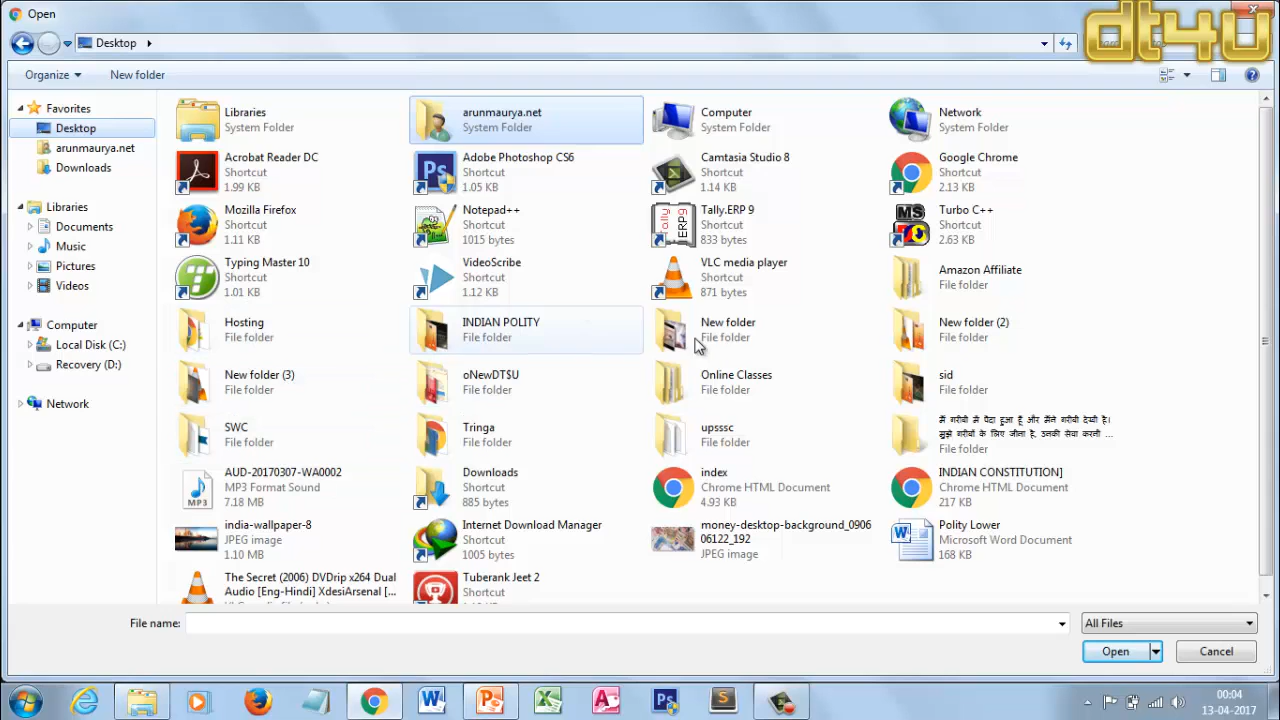 Open
DT4U
Desktop
Organize
New folder
Favorites
Desktop
arunmaurya.net
Downloads
Libraries
Documents
Music
Pictures
Videos
Computer
Local Disk (C:)
Recovery (D:)
Network
Libraries
System Folder
arunmaurya.net
System Folder
Computer
System Folder
Network
System Folder
Acrobat Reader DC
Shortcut
1.99 KB
Adobe Photoshop CS6
Shortcut
1.05 KB
Camtasia Studio 8
Shortcut
1.14 KB
Google Chrome
Shortcut
2.13 KB
Mozilla Firefox
Shortcut
1.11 KB
Notepad++
Shortcut
1015 bytes
Tally.ERP 9
Shortcut
833 bytes
Turbo C++
Shortcut
2.63 KB
Typing Master 10
Shortcut
1.01 KB
VideoScribe
Shortcut
1.12 KB
VLC media player
Shortcut
871 bytes
Amazon Affiliate
File folder
Hosting
File folder
INDIAN POLITY
File folder
New folder
File folder
New folder (2)
File folder
New folder (3)
File folder
oNewDT$U
File folder
Online Classes
File folder
sid
File folder
SWC
File folder
Tringa
File folder
upsssc
File folder
मैं गरीबी में पैदा हुआ हूँ और मैंने गरीबी देखी है।
मुझे गरीबों के लिए जीना है, उनकी सेवा करनी ...
File folder
AUD-20170307-WA0002
MP3 Format Sound
7.18 MB
Downloads
Shortcut
885 bytes
index
Chrome HTML Document
4.93 KB
INDIAN CONSTITUTION]
Chrome HTML Document
217 KB
india-wallpaper-8
JPEG image
1.10 MB
Internet Download Manager
Shortcut
1005 bytes
money-desktop-background_0906
06122_192
JPEG image
Polity Lower
Microsoft Word Document
168 KB
The Secret (2006) DVDrip x264 Dual
Audio [Eng-Hindi] XdesiArsenal [...
Tuberank Jeet 2
Shortcut
File name:
All Files
Open
Cancel
00:04
13-04-2017